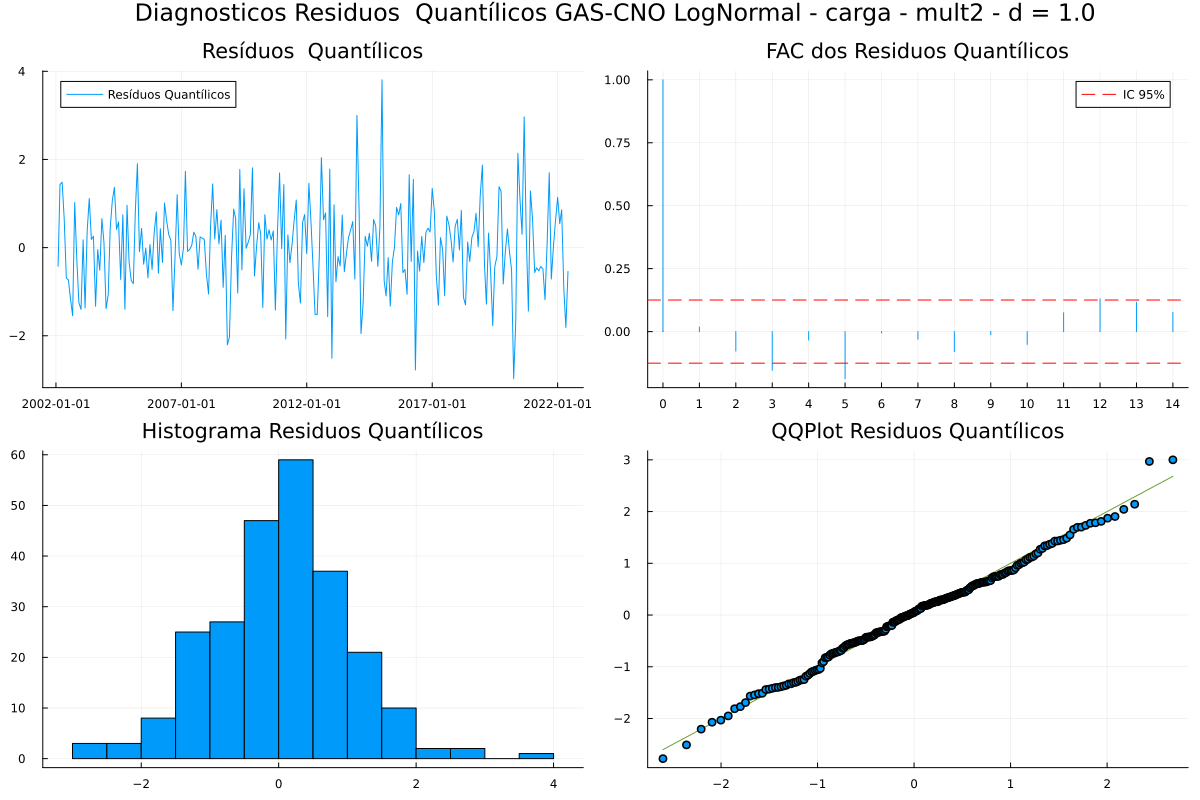 Diagnosticos Residuos  Quantílicos GAS-CNO LogNormal - carga - mult2 - d = 1.0
Resíduos  Quantílicos
4
2
0
−2
Resíduos Quantílicos
2002-01-01 2007-01-01 2012-01-01 2017-01-01 2022-01-01
FAC dos Residuos Quantílicos
1.00
0.75
0.50
0.25
0.00
IC 95%
0 1 2 3 4 5 6 7 8 9 10 11 12 13 14
Histograma Residuos Quantílicos
60
50
40
30
20
10
0
−2 0 2 4
QQPlot Residuos Quantílicos
3
2
1
0
−1
−2
−2 −1 0 1 2